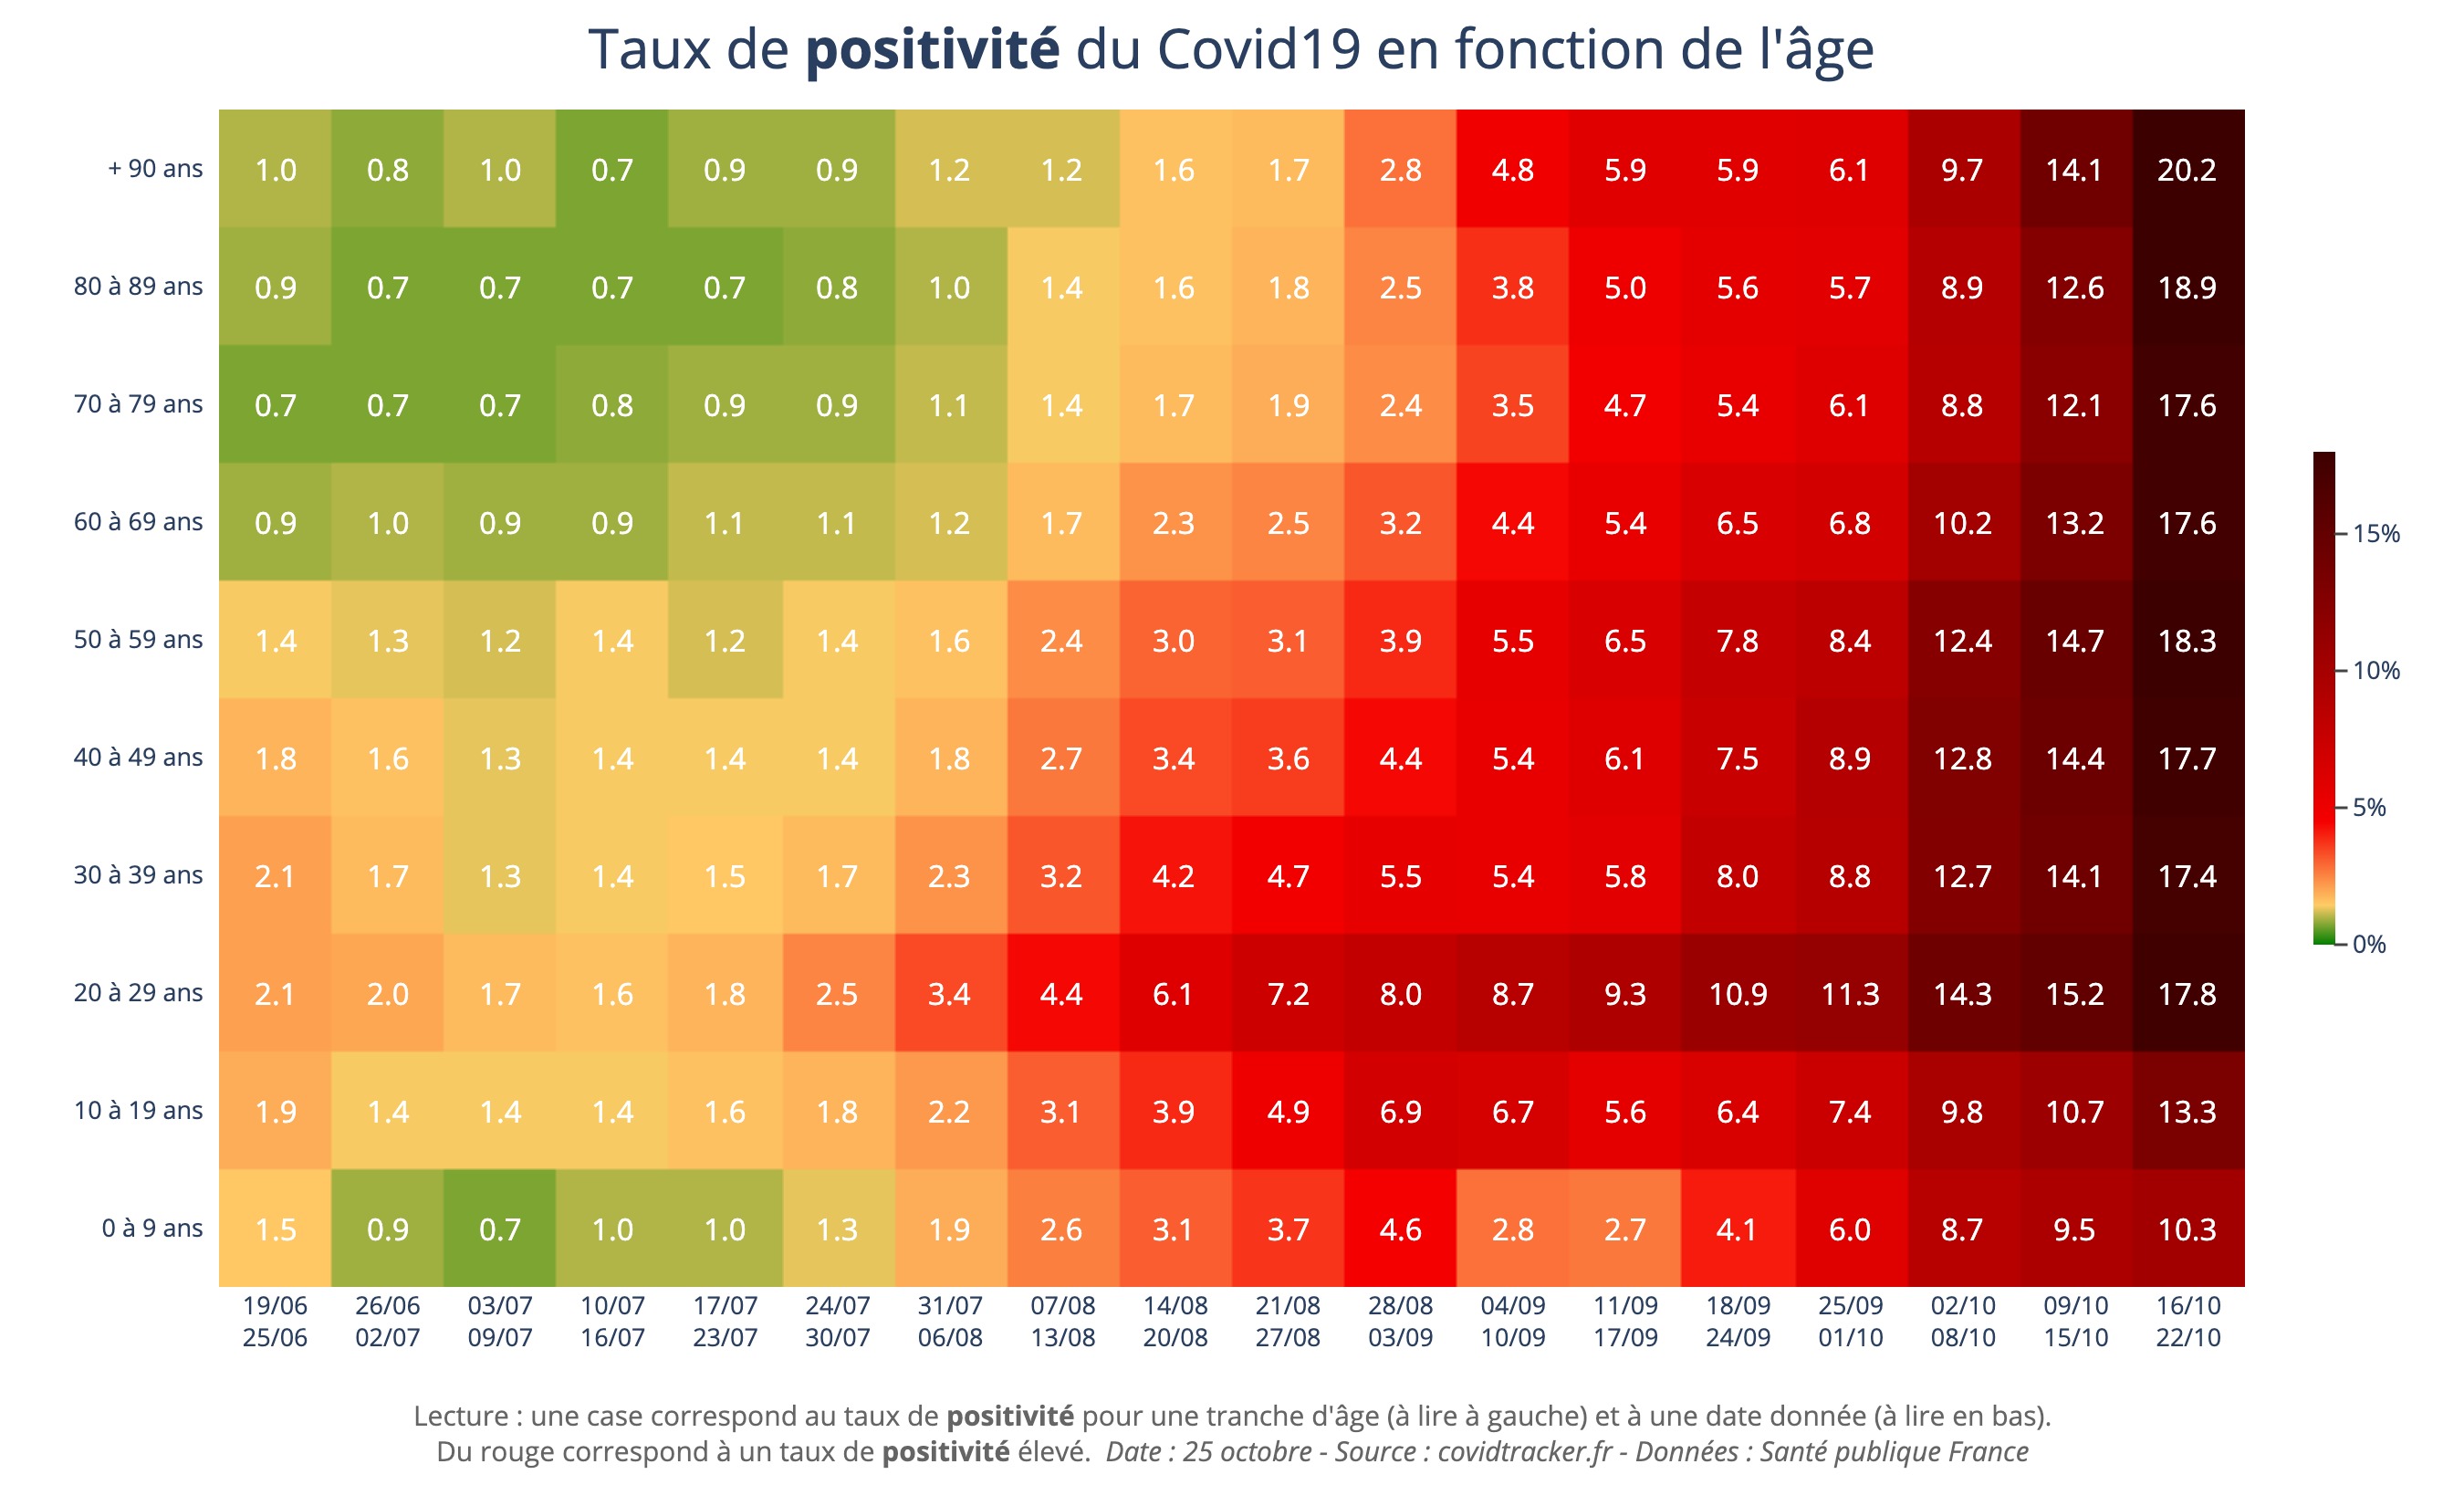 Taux de positivité du Covid19 en fonction de l'âge
+ 90 ans 1.0 0.8 1.0 0.7 0.9 0.9 1.2 1.2 1.6 1.7 2.8 4.8 5.9 5.9 6.1 9.7 14.1 20.2
80 à 89 ans 0.9 0.7 0.7 0.7 0.7 0.8 1.0 1.4 1.6 1.8 2.5 3.8 5.0 5.6 5.7 8.9 12.6 18.9
70 à 79 ans 0.7 0.7 0.7 0.8 0.9 0.9 1.1 1.4 1.7 1.9 2.4 3.5 4.7 5.4 6.1 8.8 12.1 17.6
60 à 69 ans 0.9 1.0 0.9 0.9 1.1 1.1 1.2 1.7 2.3 2.5 3.2 4.4 5.4 6.5 6.8 10.2 13.2 17.6
50 à 59 ans 1.4 1.3 1.2 1.4 1.2 1.4 1.6 2.4 3.0 3.1 3.9 5.5 6.5 7.8 8.4 12.4 14.7 18.3
40 à 49 ans 1.8 1.6 1.3 1.4 1.4 1.4 1.8 2.7 3.4 3.6 4.4 5.4 6.1 7.5 8.9 12.8 14.4 17.7
30 à 39 ans 2.1 1.7 1.3 1.4 1.5 1.7 2.3 3.2 4.2 4.7 5.5 5.4 5.8 8.0 8.8 12.7 14.1 17.4
20 à 29 ans 2.1 2.0 1.7 1.6 1.8 2.5 3.4 4.4 6.1 7.2 8.0 8.7 9.3 10.9 11.3 14.3 15.2 17.8
10 à 19 ans 1.9 1.4 1.4 1.4 1.6 1.8 2.2 3.1 3.9 4.9 6.9 6.7 5.6 6.4 7.4 9.8 10.7 13.3
0 à 9 ans 1.5 0.9 0.7 1.0 1.0 1.3 1.9 2.6 3.1 3.7 4.6 2.8 2.7 4.1 6.0 8.7 9.5 10.3
19/06 26/06 03/07 10/07 17/07 24/07 31/07 07/08 14/08 21/08 28/08 04/09 11/09 18/09 25/09 02/10 09/10 16/10
25/06 02/07 09/07 16/07 23/07 30/07 06/08 13/08 20/08 27/08 03/09 10/09 17/09 24/09 01/10 08/10 15/10 22/10
15%
10%
5%
0%
Lecture : une case correspond au taux de positivité pour une tranche d'âge (à lire à gauche) et à une date donnée (à lire en bas).
Du rouge correspond à un taux de positivité élevé. Date : 25 octobre - Source : covidtracker.fr - Données : Santé publique France